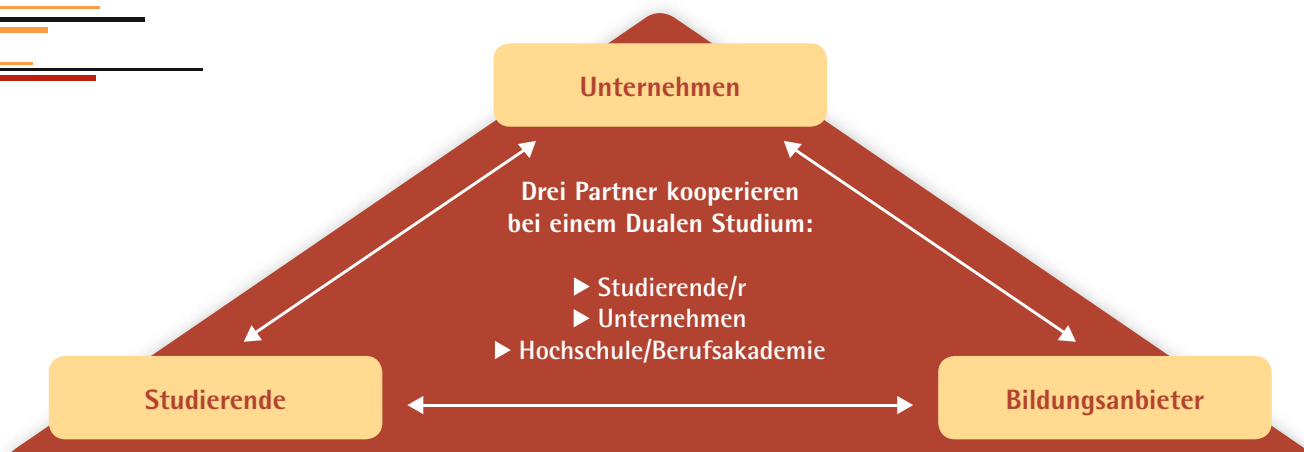 Unternehmen
Drei Partner kooperieren
bei einem Dualen Studium:
▶ Studierende/r
▶ Unternehmen
▶ Hochschule/Berufsakademie
Studierende
Bildungsanbieter